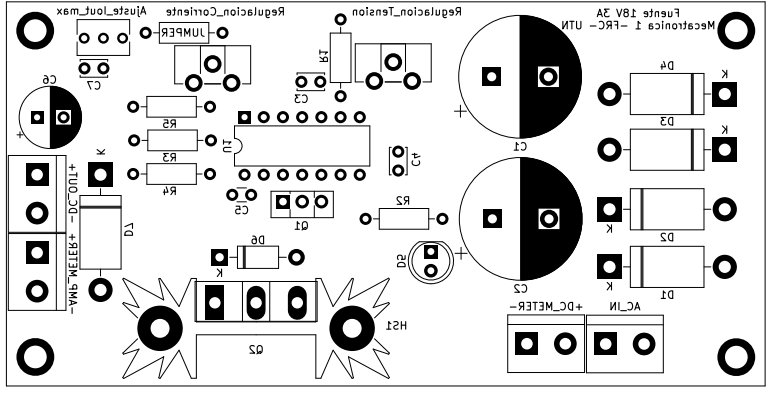 Ajuste_Iout_max
Regulacion_Corriente
Regulacion_Tension
Fuente 18V 3A
Mecatronica 1 -FRC- UTN
JUMPER
R1
D4
K
C6
C7
C3
+
+
R5
D3
K
C1
U1
R3
C4
K
R4
-DC_OUT+
C5
R2
Q1
D7
K
D2
D6
D5
+
K
K
D1
C2
-AMP_METER+
HS1
+DC_METER-
AC_IN
Q2